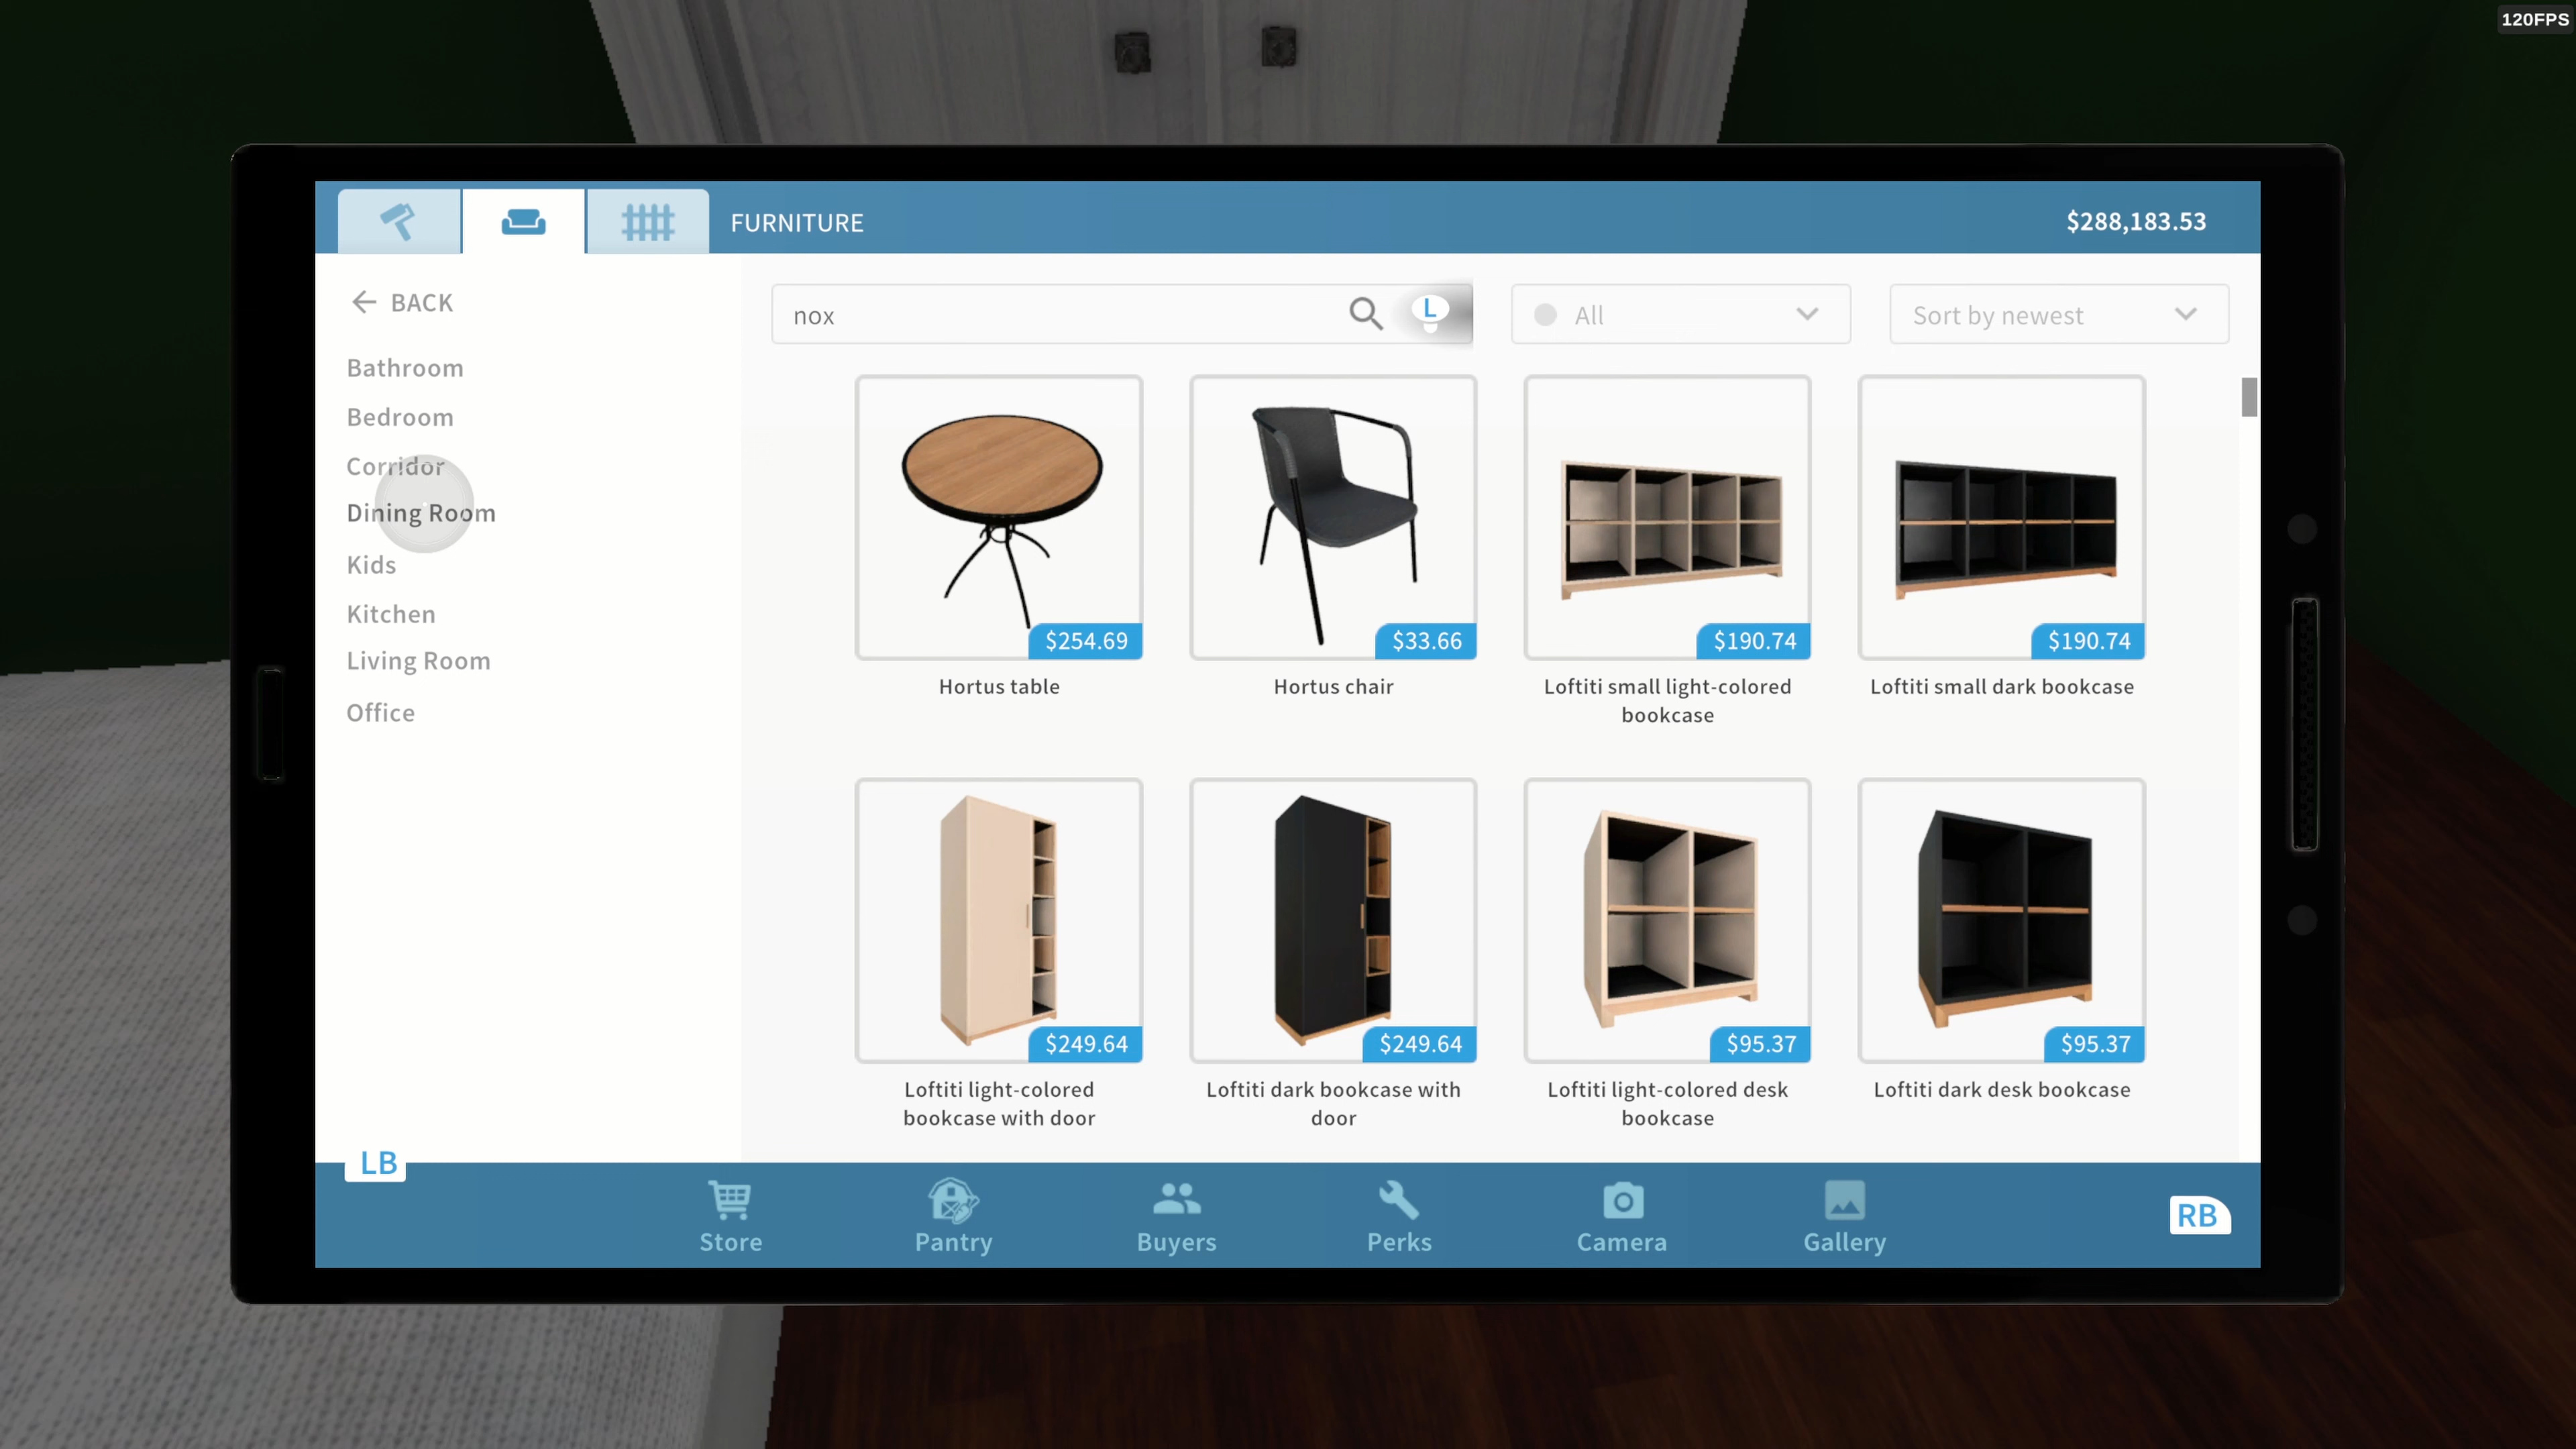 120FPS
FURNITURE
$288,183.53
BACK
nox
L
All
Sort by newest
Bathroom
Bedroom
Corridor
Dining Room
Kids
Kitchen
Living Room
Office
$254.69
$33.66
$190.74
$190.74
Hortus table
Hortus chair
Loftiti small light-colored
bookcase
Loftiti small dark bookcase
$249.64
$249.64
$95.37
$95.37
Loftiti light-colored
bookcase with door
Loftiti dark bookcase with
door
Loftiti light-colored desk
bookcase
Loftiti dark desk bookcase
LB
Store
Pantry
Buyers
Perks
Camera
Gallery
RB